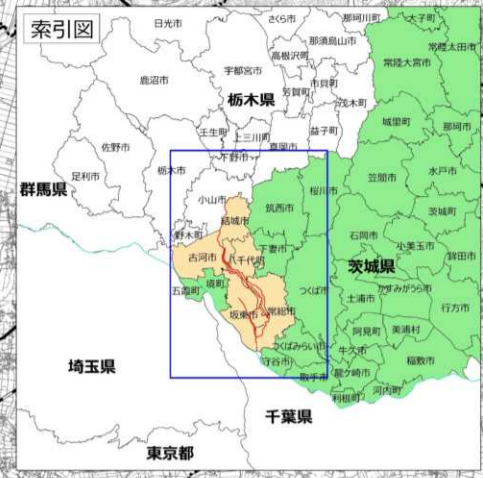 索引図
日光市
さくら市
那珂川町
大子町
那須烏山市
常陸太田市
高根沢町
常陸大宮市
鹿沼市
宇都宮市
市貝町
芳賀町
栃木県
茂木町
城里町
壬生町
上三川町
益子町
那珂市
佐野市
下野市
真岡市
群馬県
足利市
栃木市
笠間市
水戸市
小山市
桜川市
筑西市
茨城町
結城市
野木町
石岡市
小美玉市
下妻市
古河市
八千代町
茨城県
鉾田市
五霞町
境町
つくば市
かすみがうら市
土浦市
行方市
坂東市
常総市
阿見町
美浦村
つくばみらい市
牛久市
埼玉県
守谷市
稲敷市
龍ケ崎市
取手市
河内町
利根町
千葉県
東京都